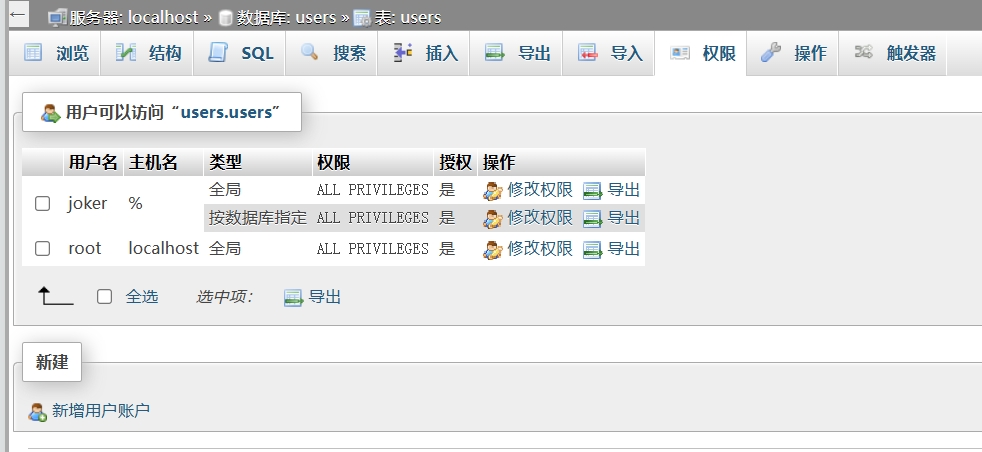 服务器: localhost » 数据库: users » 表: users
浏览 结构 SQL 搜索 插入 导出 导入 权限 操作 触发器
用户可以访问“users.users”
用户名 主机名 类型 权限 授权 操作
joker % 全局 ALL PRIVILEGES 是 修改权限 导出
按数据库指定 ALL PRIVILEGES 是 修改权限 导出
root localhost 全局 ALL PRIVILEGES 是 修改权限 导出
全选 选中项: 导出
新建
新增用户账户